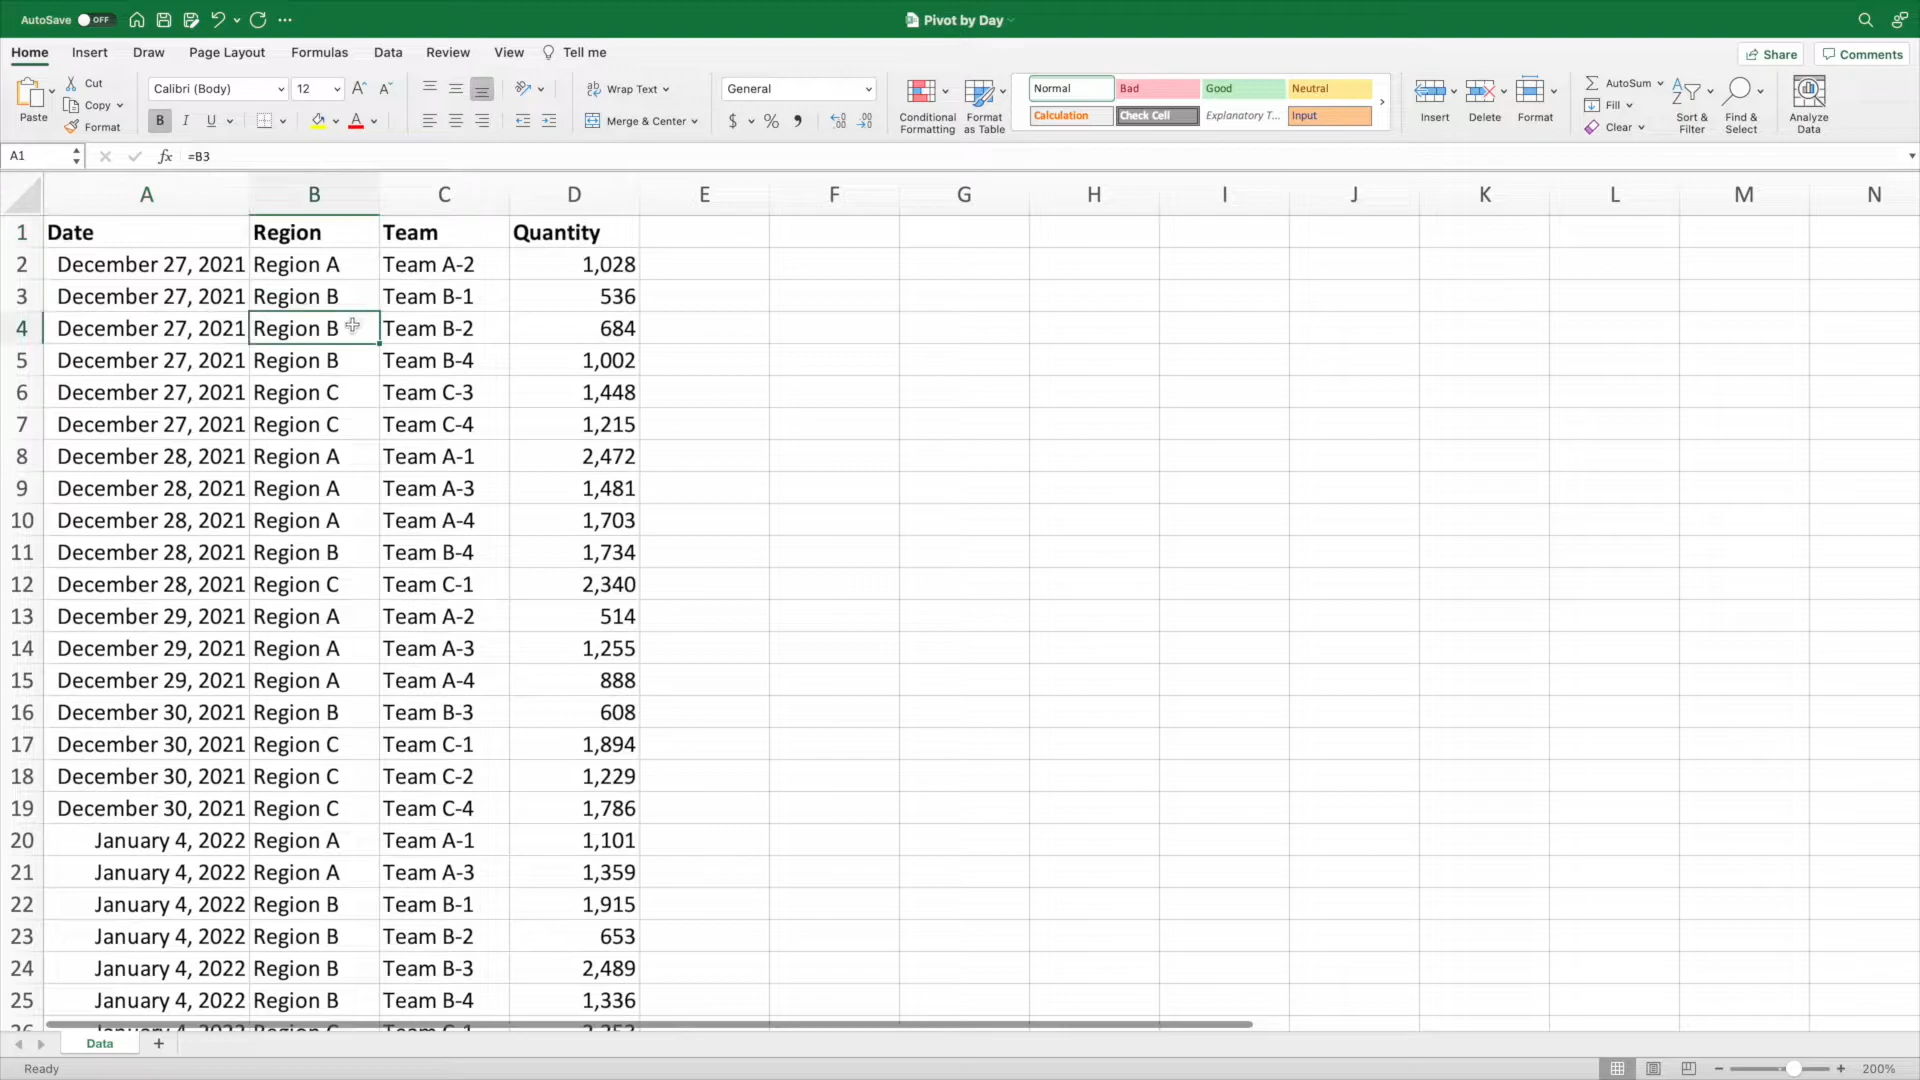 AutoSave OFF Pivot by Day
Home Insert Draw Page Layout Formulas Data Review View Tell me Share Comments
Paste Cut Copy Format
Calibri (Body) 12 A A
B I U A
ab Wrap Text
Merge & Center
General
$ % ,
Conditional Formatting
Format as Table
Normal Bad Good Neutral
Calculation Check Cell Explanatory T... Input
Insert Delete Format
AutoSum
Fill
Clear
Sort & Filter
Find & Select
Analyze Data
A1 fx =B3
A B C D E F G H I J K L M N
1 Date Region Team Quantity
2 December 27, 2021 Region A Team A-2 1,028
3 December 27, 2021 Region B Team B-1 536
4 December 27, 2021 Region B Team B-2 684
5 December 27, 2021 Region B Team B-4 1,002
6 December 27, 2021 Region C Team C-3 1,448
7 December 27, 2021 Region C Team C-4 1,215
8 December 28, 2021 Region A Team A-1 2,472
9 December 28, 2021 Region A Team A-3 1,481
10 December 28, 2021 Region A Team A-4 1,703
11 December 28, 2021 Region B Team B-4 1,734
12 December 28, 2021 Region C Team C-1 2,340
13 December 29, 2021 Region A Team A-2 514
14 December 29, 2021 Region A Team A-3 1,255
15 December 29, 2021 Region A Team A-4 888
16 December 30, 2021 Region B Team B-3 608
17 December 30, 2021 Region C Team C-1 1,894
18 December 30, 2021 Region C Team C-2 1,229
19 December 30, 2021 Region C Team C-4 1,786
20 January 4, 2022 Region A Team A-1 1,101
21 January 4, 2022 Region A Team A-3 1,359
22 January 4, 2022 Region B Team B-1 1,915
23 January 4, 2022 Region B Team B-2 653
24 January 4, 2022 Region B Team B-3 2,489
25 January 4, 2022 Region B Team B-4 1,336
Data
Ready 200%